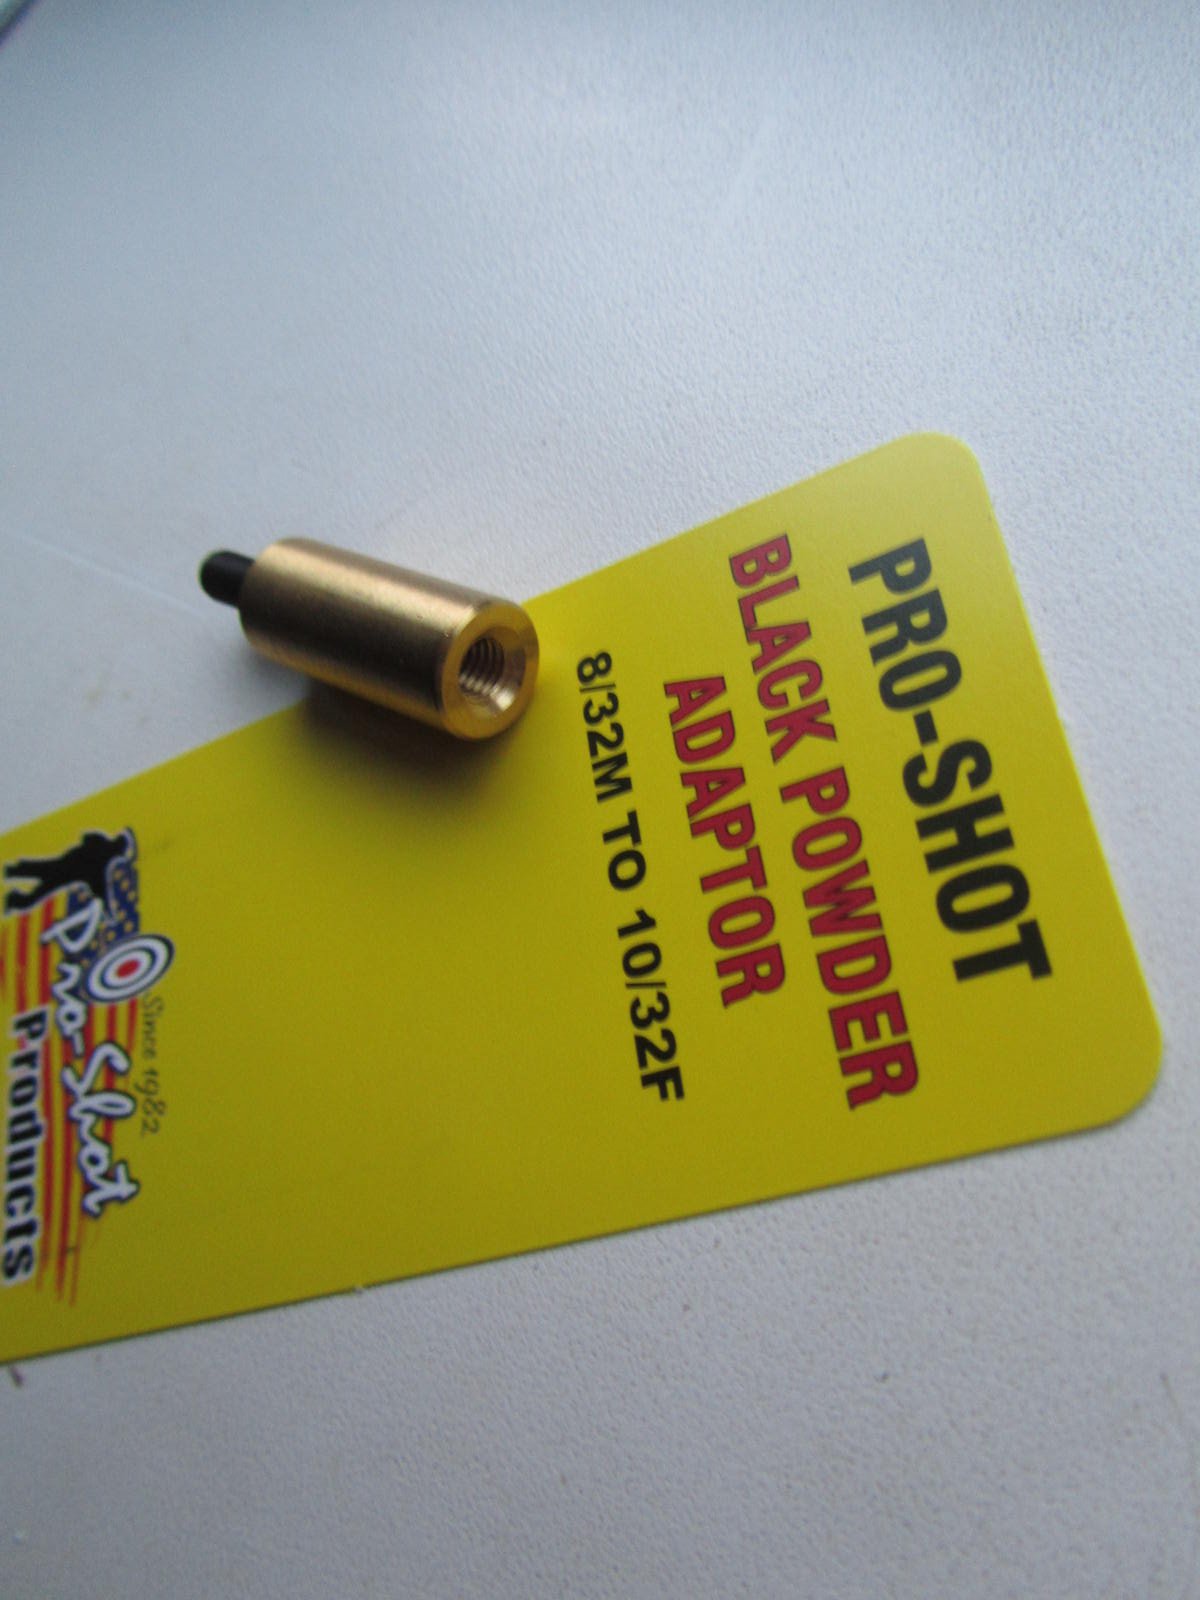 PRO-SHOT
BLACK POWDER
ADAPTOR
8/32M TO 10/32F
Since 1982
Pro-Shot
Products